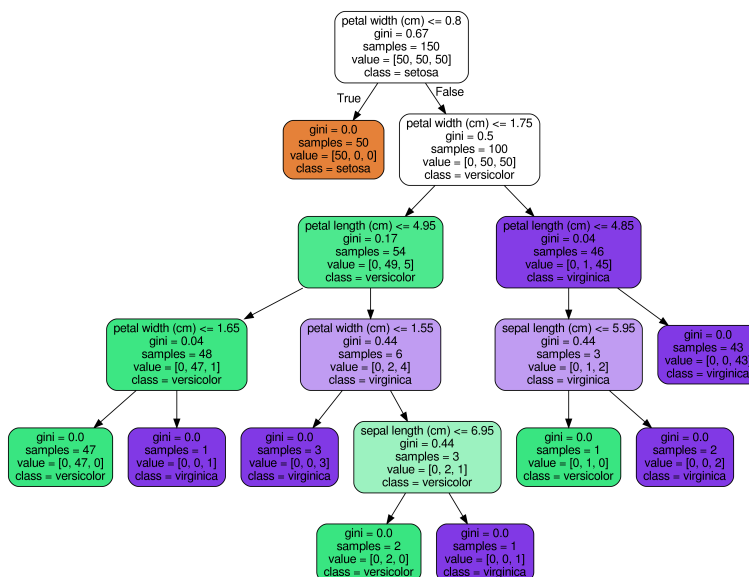 petal width (cm) <= 0.8
gini = 0.67
samples = 150
value = [50, 50, 50]
class = setosa
True
False
gini = 0.0
samples = 50
value = [50, 0, 0]
class = setosa
petal width (cm) <= 1.75
gini = 0.5
samples = 100
value = [0, 50, 50]
class = versicolor
petal length (cm) <= 4.95
gini = 0.17
samples = 54
value = [0, 49, 5]
class = versicolor
petal length (cm) <= 4.85
gini = 0.04
samples = 46
value = [0, 1, 45]
class = virginica
petal width (cm) <= 1.65
gini = 0.04
samples = 48
value = [0, 47, 1]
class = versicolor
petal width (cm) <= 1.55
gini = 0.44
samples = 6
value = [0, 2, 4]
class = virginica
sepal length (cm) <= 5.95
gini = 0.44
samples = 3
value = [0, 1, 2]
class = virginica
gini = 0.0
samples = 43
value = [0, 0, 43]
class = virginica
gini = 0.0
samples = 47
value = [0, 47, 0]
class = versicolor
gini = 0.0
samples = 1
value = [0, 0, 1]
class = virginica
gini = 0.0
samples = 3
value = [0, 0, 3]
class = virginica
sepal length (cm) <= 6.95
gini = 0.44
samples = 3
value = [0, 2, 1]
class = versicolor
gini = 0.0
samples = 1
value = [0, 1, 0]
class = versicolor
gini = 0.0
samples = 2
value = [0, 0, 2]
class = virginica
gini = 0.0
samples = 2
value = [0, 2, 0]
class = versicolor
gini = 0.0
samples = 1
value = [0, 0, 1]
class = virginica